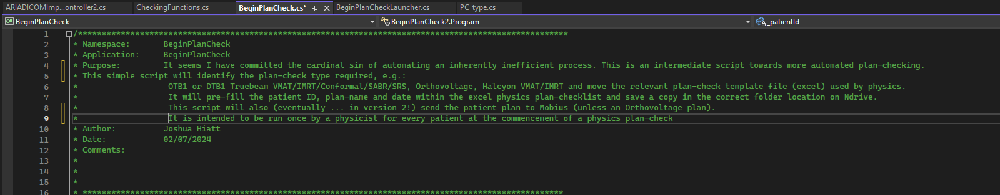 ARIADICOMImp...ontroller2.cs CheckingFunctions.cs BeginPlanCheck.cs* BeginPlanCheckLauncher.cs PC_type.cs
C# BeginPlanCheck BeginPlanCheck2.Program _patientId
1 /*******************************************************************************************************
2 * Namespace: BeginPlanCheck
3 * Application: BeginPlanCheck
4 * Purpose: It seems I have committed the cardinal sin of automating an inherently inefficient process. This is an intermediate script towards more automated plan-checking.
5 * This simple script will identify the plan-check type required, e.g.:
6 * OTB1 or DTB1 Truebeam VMAT/IMRT/Conformal/SABR/SRS, Orthovoltage, Halcyon VMAT/IMRT and move the relevant plan-check template file (excel) used by physics.
7 * It will pre-fill the patient ID, plan-name and date within the excel physics plan-checklist and save a copy in the correct folder location on Ndrive.
8 * This script will also (eventually ... in version 2!) send the patient plan to Mobius (unless an Orthovoltage plan).
9 * It is intended to be run once by a physicist for every patient at the commencement of a physics plan-check
10 * Author: Joshua Hiatt
11 * Date: 02/07/2024
12 * Comments:
13 *
14 *
15 *
16 * *****************************************************************************************************